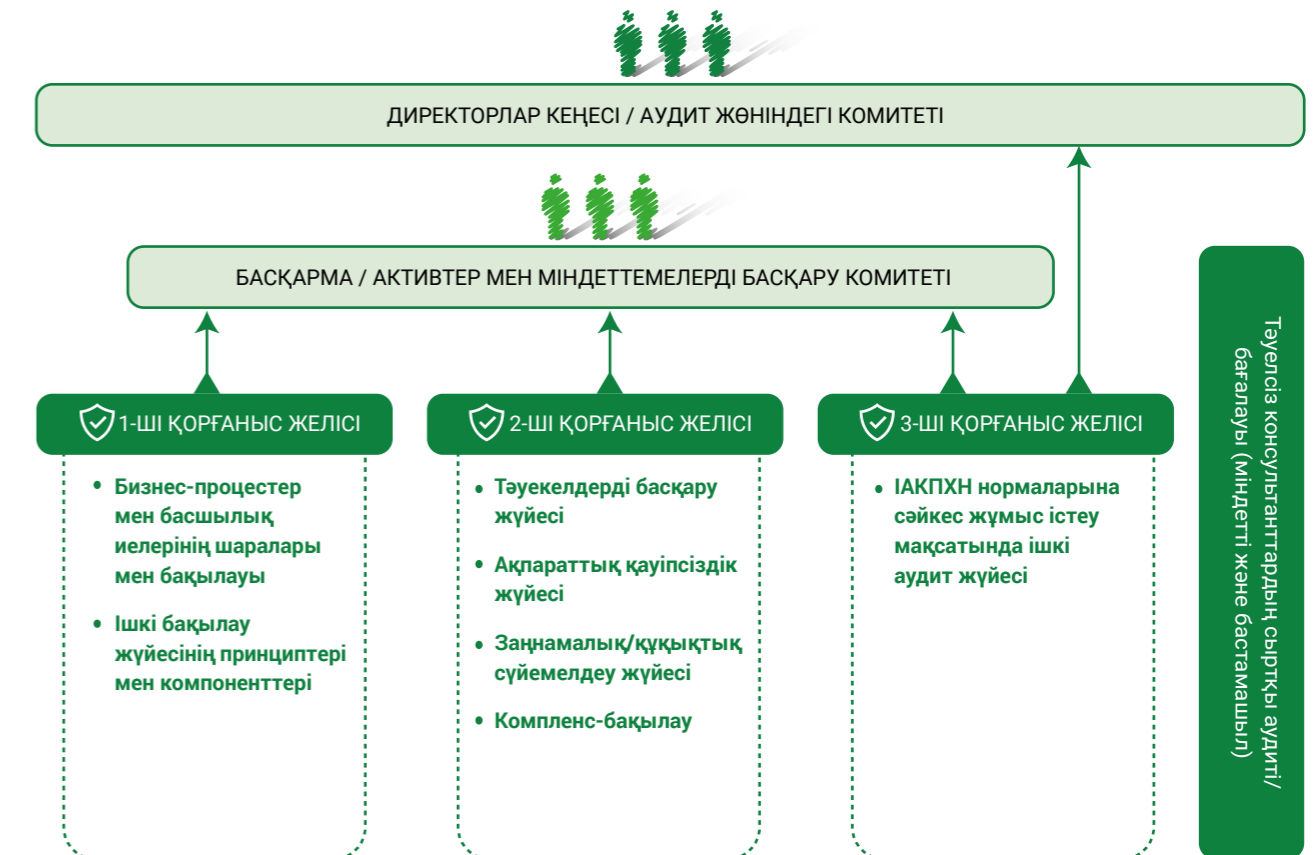 ДИРЕКТОРЛАР КЕҢЕСІ / АУДИТ ЖӨНІНДЕГІ КОМИТЕТІ
БАСҚАРМА / АКТИВТЕР МЕН МІНДЕТТЕМЕЛЕРДІ БАСҚАРУ КОМИТЕТІ
1-ШІ ҚОРҒАНЫС ЖЕЛІСІ
• Бизнес-процестер
мен басшылық
иелерінің шаралары
мен бақылауы
• Ішкі бақылау
жүйесінің принциптері
мен компоненттері
2-ШІ ҚОРҒАНЫС ЖЕЛІСІ
• Тәуекелдерді басқару
жүйесі
• Ақпараттық қауіпсіздік
жүйесі
• Заңнамалық/құқықтық
сүйемелдеу жүйесі
• Компленс-бақылау
3-ШІ ҚОРҒАНЫС ЖЕЛІСІ
• ІАКПХН нормаларына
сәйкес жұмыс істеу
мақсатында ішкі
аудит жүйесі
Тәуелсіз консультанттардың сыртқы аудиті/
бағалауы (міндетті және бастамашыл)